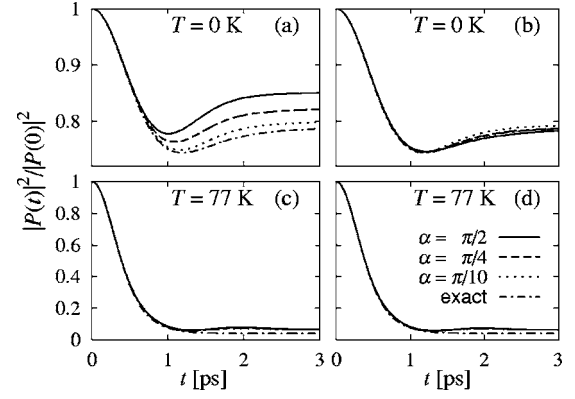 1
0.9
0.8
T = 0 K (a)
T = 0 K (b)
|P(t)|²/|P(0)|²
1
0.8
0.6
0.4
0.2
0
T = 77 K (c)
T = 77 K (d)
α = π/2
α = π/4
α = π/10
exact
0 1 2 3
0 1 2 3
t [ps]
t [ps]